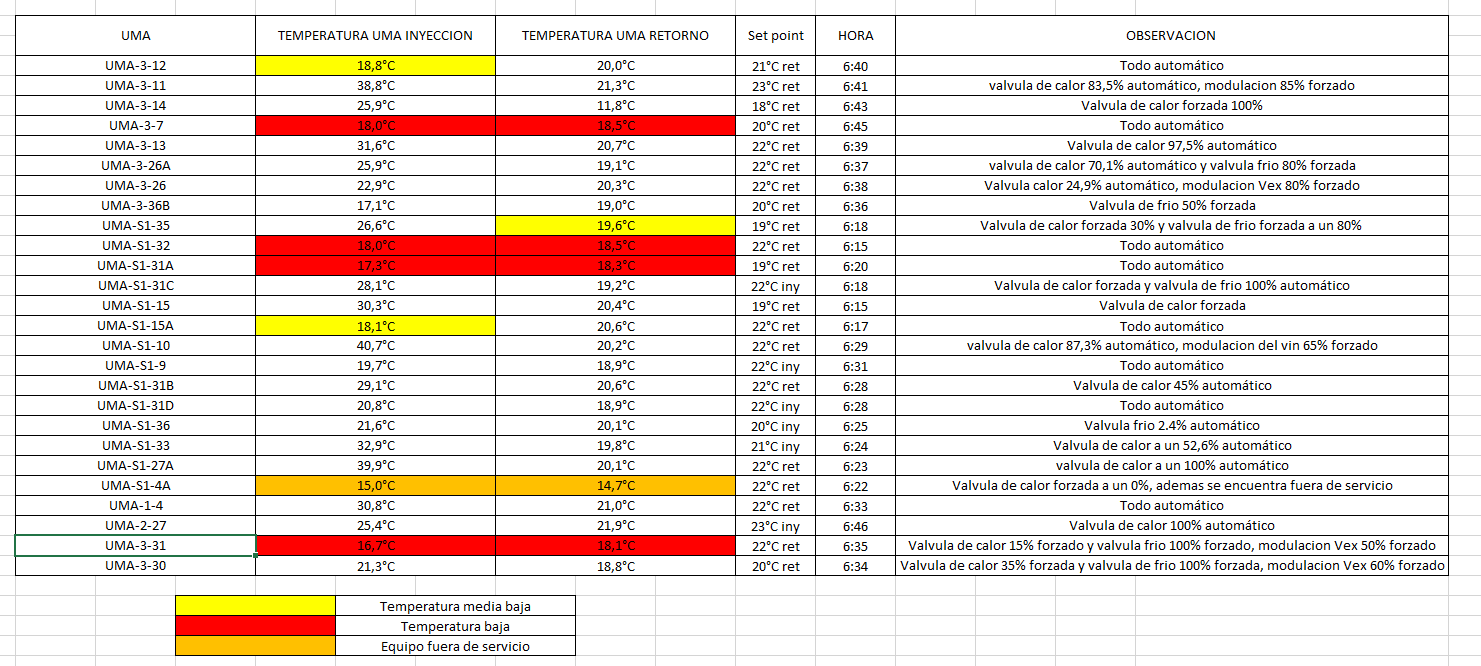 UMA TEMPERATURA UMA INYECCION TEMPERATURA UMA RETORNO Set point HORA OBSERVACION
UMA-3-12 18,8°C 20,0°C 21°C ret 6:40 Todo automático
UMA-3-11 38,8°C 21,3°C 23°C ret 6:41 valvula de calor 83,5% automático, modulacion 85% forzado
UMA-3-14 25,9°C 11,8°C 18°C ret 6:43 Valvula de calor forzada 100%
UMA-3-7 18,0°C 18,5°C 20°C ret 6:45 Todo automático
UMA-3-13 31,6°C 20,7°C 22°C ret 6:39 Valvula de calor 97,5% automático
UMA-3-26A 25,9°C 19,1°C 22°C ret 6:37 valvula de calor 70,1% automático y valvula frio 80% forzada
UMA-3-26 22,9°C 20,3°C 22°C ret 6:38 Valvula calor 24,9% automático, modulacion Vex 80% forzado
UMA-3-36B 17,1°C 19,0°C 20°C ret 6:36 Valvula de frio 50% forzada
UMA-S1-35 26,6°C 19,6°C 19°C ret 6:18 Valvula de calor forzada 30% y valvula de frio forzada a un 80%
UMA-S1-32 18,0°C 18,5°C 22°C ret 6:15 Todo automático
UMA-S1-31A 17,3°C 18,3°C 19°C ret 6:20 Todo automático
UMA-S1-31C 28,1°C 19,2°C 22°C iny 6:18 Valvula de calor forzada y valvula de frio 100% automático
UMA-S1-15 30,3°C 20,4°C 19°C ret 6:15 Valvula de calor forzada
UMA-S1-15A 18,1°C 20,6°C 22°C ret 6:17 Todo automático
UMA-S1-10 40,7°C 20,2°C 22°C ret 6:29 valvula de calor 87,3% automático, modulacion del vin 65% forzado
UMA-S1-9 19,7°C 18,9°C 22°C iny 6:31 Todo automático
UMA-S1-31B 29,1°C 20,6°C 22°C ret 6:28 Valvula de calor 45% automático
UMA-S1-31D 20,8°C 18,9°C 22°C iny 6:28 Todo automático
UMA-S1-36 21,6°C 20,1°C 20°C iny 6:25 Valvula frio 2.4% automático
UMA-S1-33 32,9°C 19,8°C 21°C iny 6:24 Valvula de calor a un 52,6% automático
UMA-S1-27A 39,9°C 20,1°C 22°C ret 6:23 valvula de calor a un 100% automático
UMA-S1-4A 15,0°C 14,7°C 22°C ret 6:22 Valvula de calor forzada a un 0%, ademas se encuentra fuera de servicio
UMA-1-4 30,8°C 21,0°C 22°C ret 6:33 Todo automático
UMA-2-27 25,4°C 21,9°C 23°C iny 6:46 Valvula de calor 100% automático
UMA-3-31 16,7°C 18,1°C 22°C ret 6:35 Valvula de calor 15% forzado y valvula frio 100% forzado, modulacion Vex 50% forzado
UMA-3-30 21,3°C 18,8°C 20°C ret 6:34 Valvula de calor 35% forzada y valvula de frio 100% forzada, modulacion Vex 60% forzado
Temperatura media baja
Temperatura baja
Equipo fuera de servicio